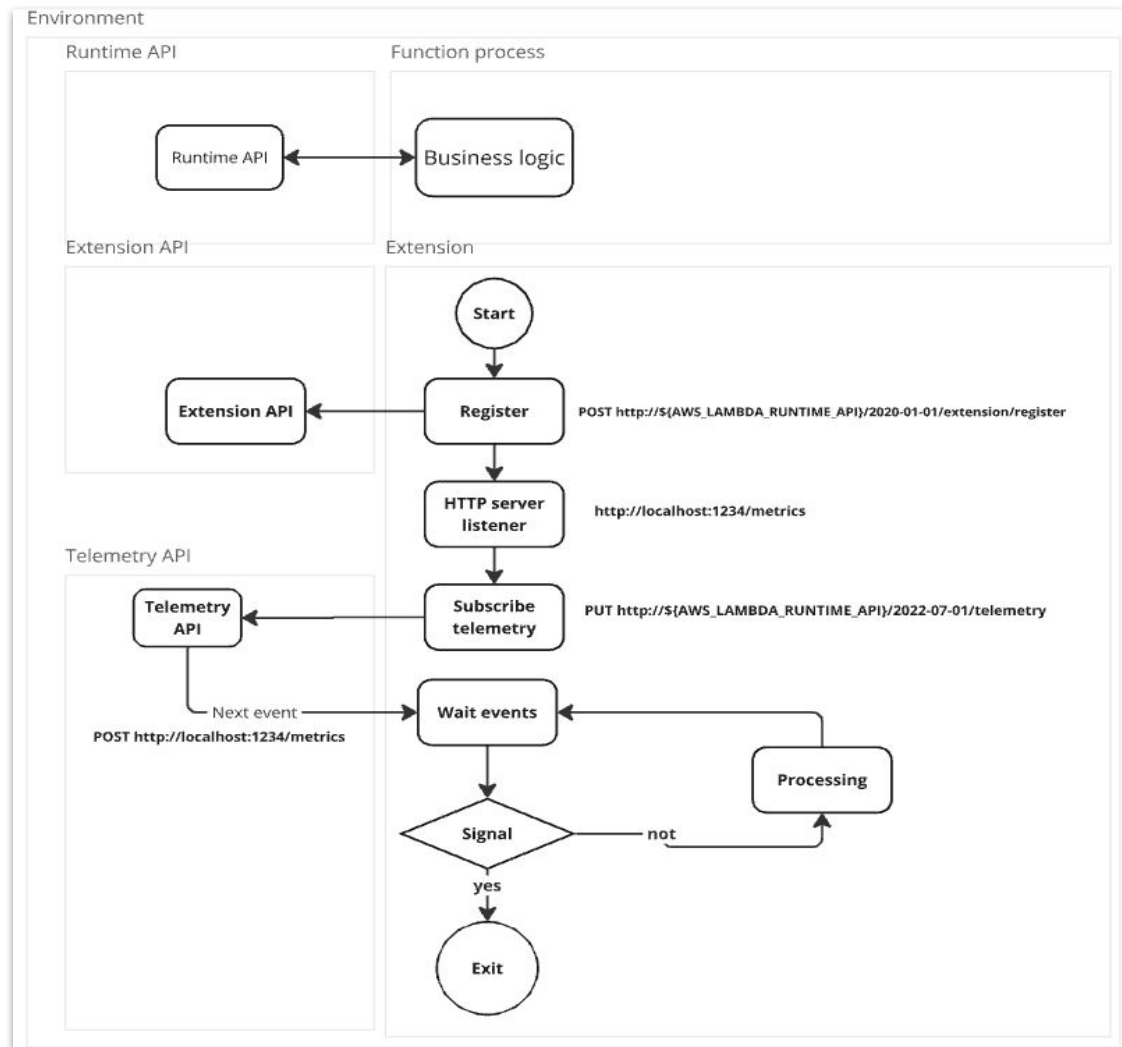 Environment
Runtime API
Function process
Runtime API
Business logic
Extension API
Extension
Start
Extension API
Register
POST http://${AWS_LAMBDA_RUNTIME_API}/2020-01-01/extension/register
HTTP server
listener
http://localhost:1234/metrics
Telemetry API
Telemetry
API
Subscribe
telemetry
PUT http://${AWS_LAMBDA_RUNTIME_API}/2022-07-01/telemetry
Next event
Wait events
POST http://localhost:1234/metrics
Processing
Signal
not
yes
Exit